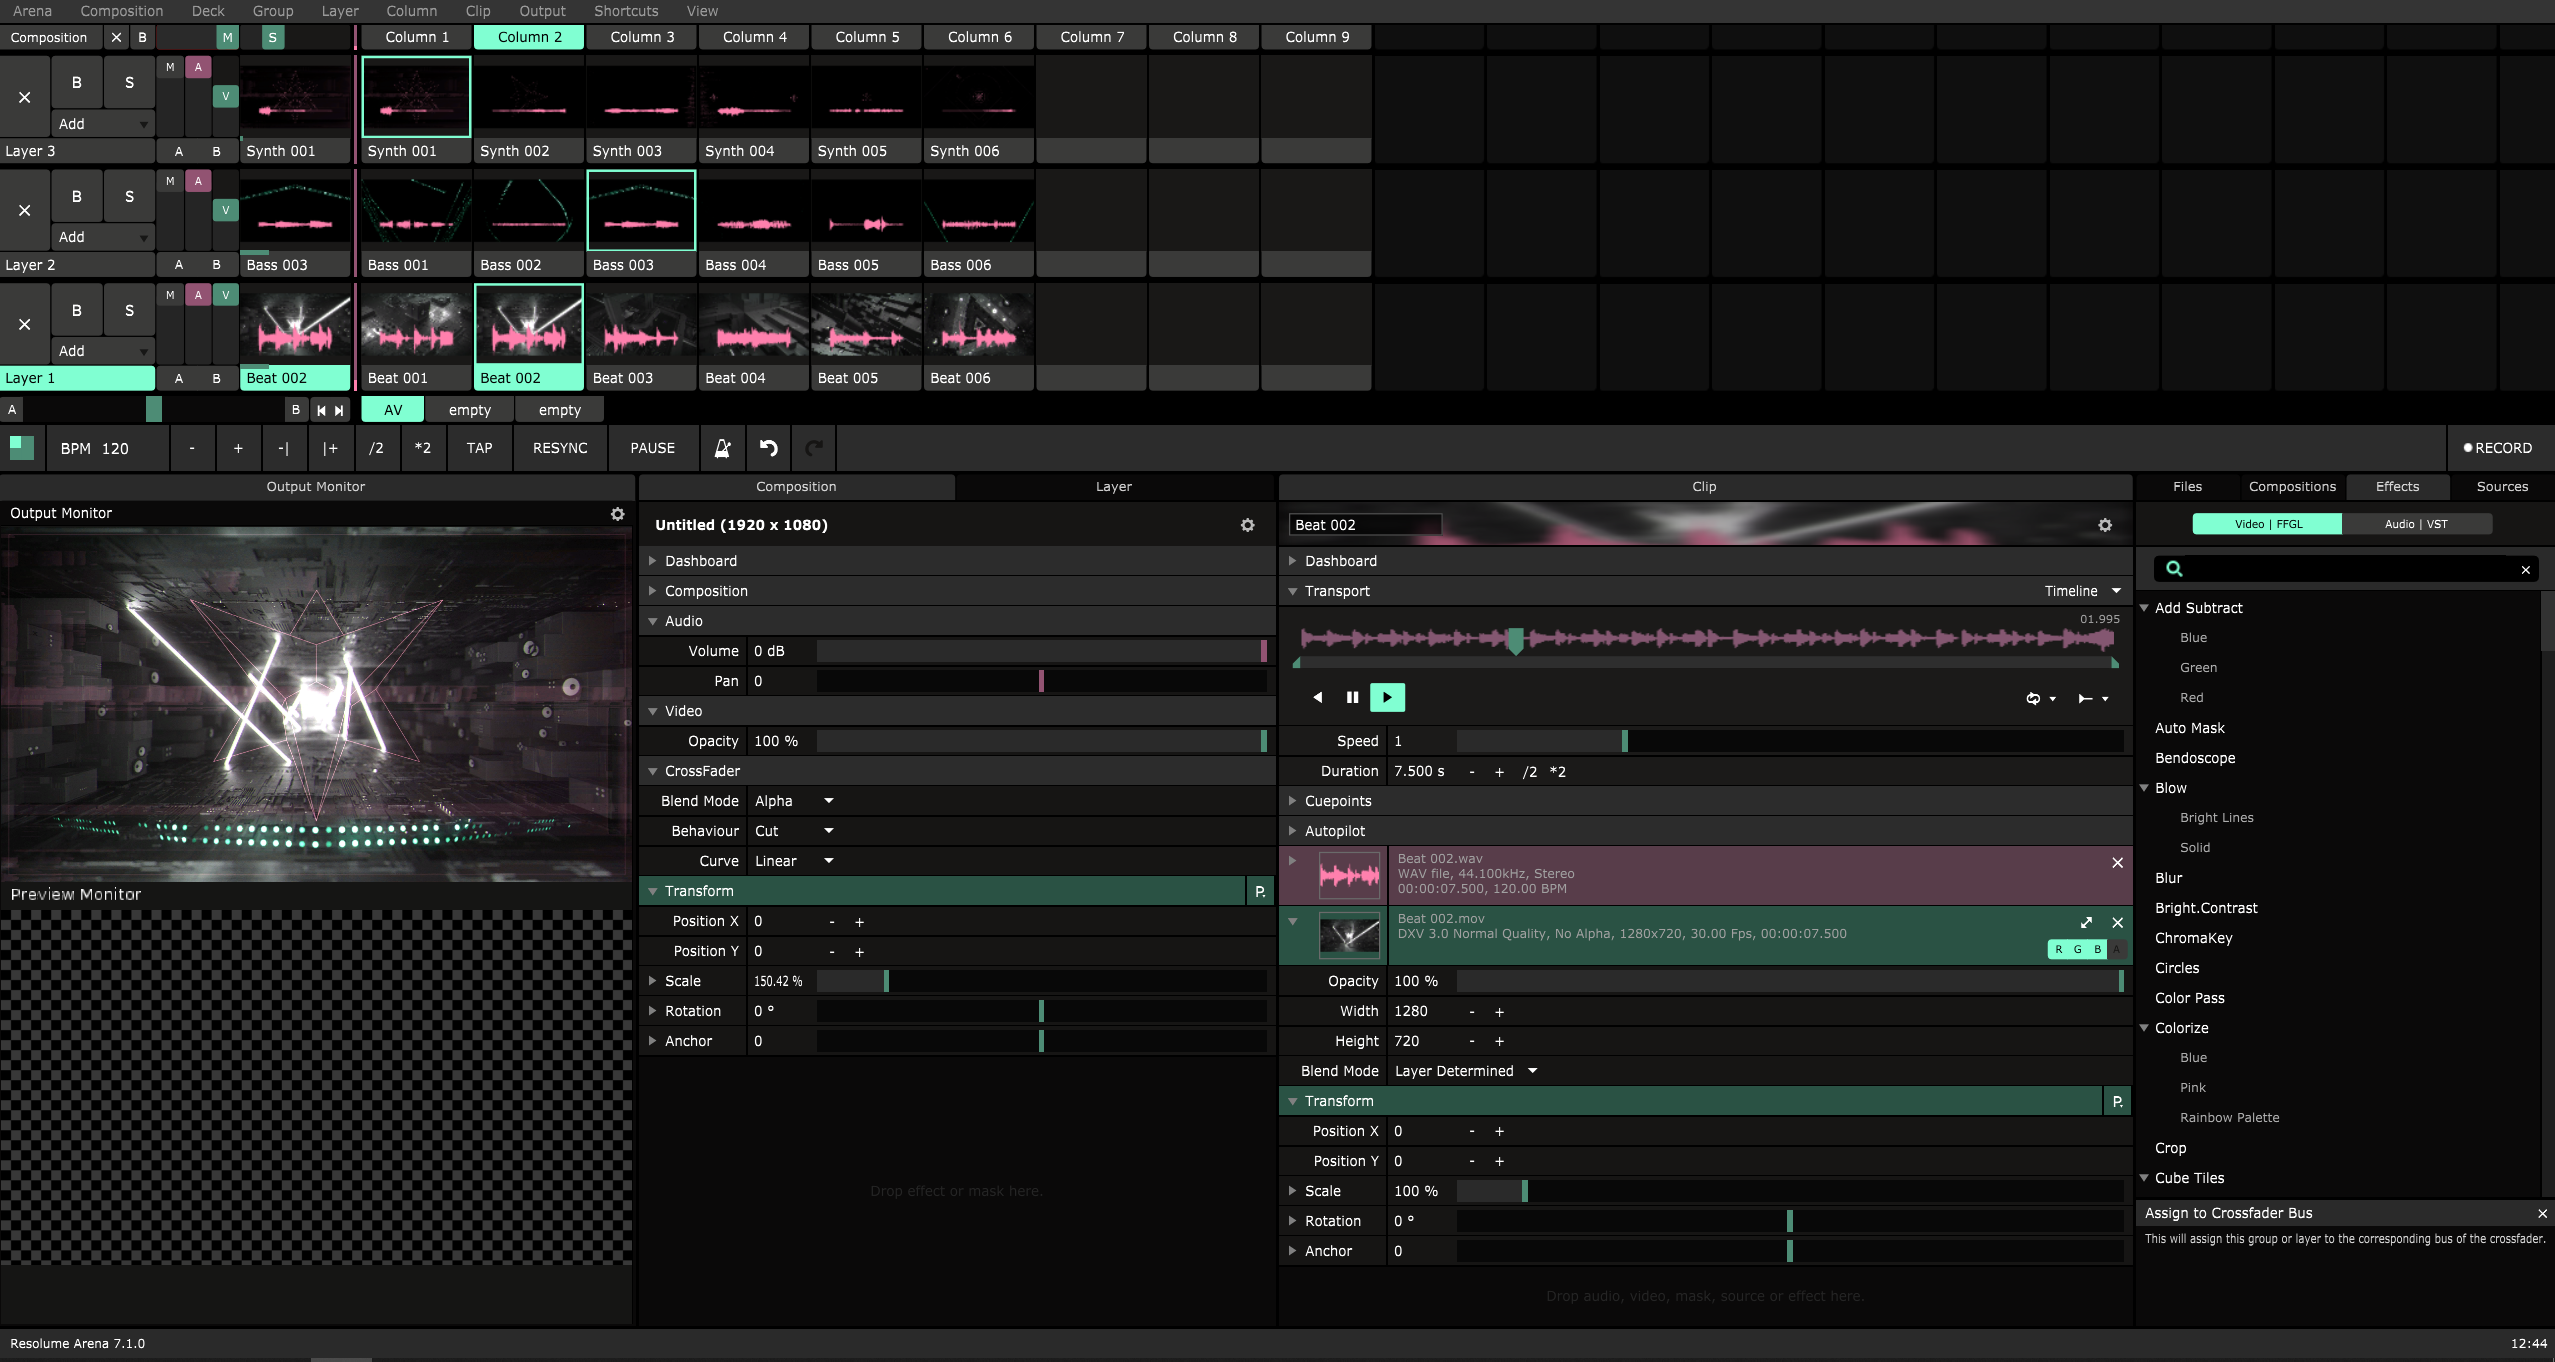 Arena Composition Deck Group Layer Column Clip Output Shortcuts View
Composition X B M S Column 1 Column 2 Column 3 Column 4 Column 5 Column 6 Column 7 Column 8 Column 9
M A
B S
V
Add
Layer 3 A B Synth 001 Synth 001 Synth 002 Synth 003 Synth 004 Synth 005 Synth 006
M A
B S
V
Add
Layer 2 A B Bass 003 Bass 001 Bass 002 Bass 003 Bass 004 Bass 005 Bass 006
M A V
B S
Add
Layer 1 A B Beat 002 Beat 001 Beat 002 Beat 003 Beat 004 Beat 005 Beat 006
A B AV empty empty
BPM 120 - + -| |+ /2 *2 TAP RESYNC PAUSE RECORD
Output Monitor
Output Monitor
Preview Monitor
Composition Layer
Untitled (1920 x 1080)
Dashboard
Composition
Audio
Volume 0 dB
Pan 0
Video
Opacity 100 %
CrossFader
Blend Mode Alpha
Behaviour Cut
Curve Linear
Transform P.
Position X 0 - +
Position Y 0 - +
Scale 150.42 %
Rotation 0 °
Anchor 0
Drop effect or mask here.
Clip
Beat 002
Dashboard
Transport Timeline
01.995
Speed 1
Duration 7.500 s - + /2 *2
Cuepoints
Autopilot
Beat 002.wav
WAV file, 44.100kHz, Stereo
00:00:07.500, 120.00 BPM
Beat 002.mov
DXV 3.0 Normal Quality, No Alpha, 1280x720, 30.00 Fps, 00:00:07.500
R G B A
Opacity 100 %
Width 1280 - +
Height 720 - +
Blend Mode Layer Determined
Transform P.
Position X 0 - +
Position Y 0 - +
Scale 100 %
Rotation 0 °
Anchor 0
Drop audio, video, mask, source or effect here.
Files Compositions Effects Sources
Video | FFGL Audio | VST
Add Subtract
Blue
Green
Red
Auto Mask
Bendoscope
Blow
Bright Lines
Solid
Blur
Bright.Contrast
ChromaKey
Circles
Color Pass
Colorize
Blue
Pink
Rainbow Palette
Crop
Cube Tiles
Assign to Crossfader Bus
This will assign this group or layer to the corresponding bus of the crossfader.
Resolume Arena 7.1.0 12:44